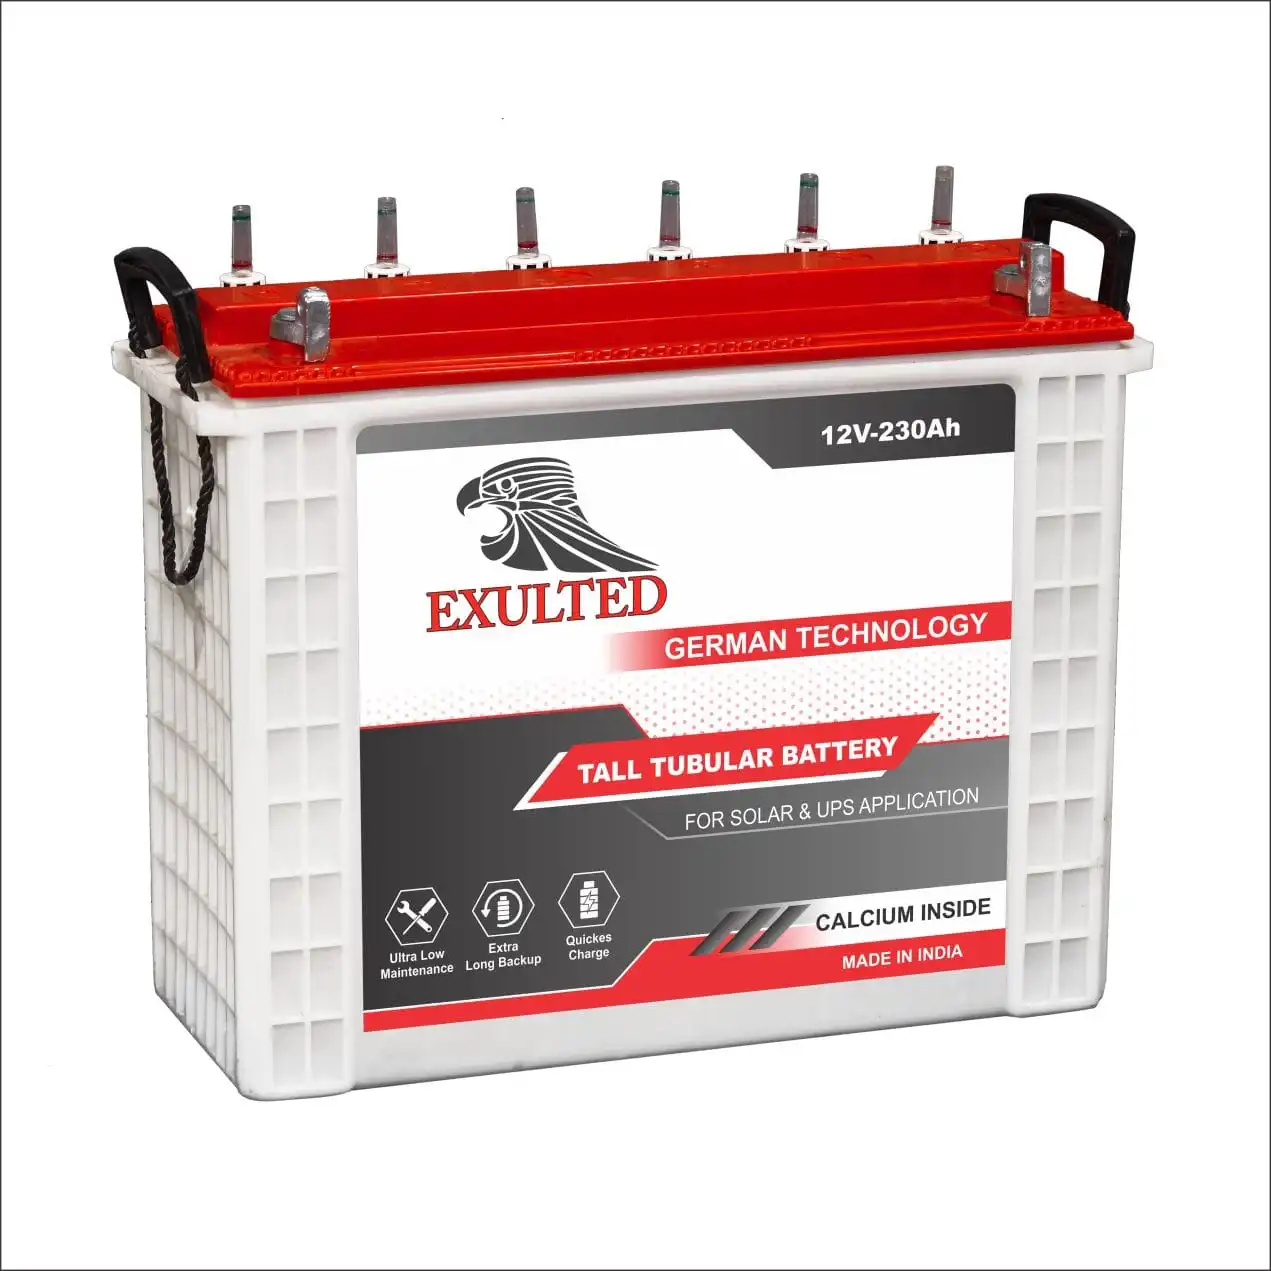 12V-230Ah
EXULTED
GERMAN TECHNOLOGY
TALL TUBULAR BATTERY
FOR SOLAR & UPS APPLICATION
Ultra Low
Maintenance
Extra
Long Backup
Quickes
Charge
CALCIUM INSIDE
MADE IN INDIA